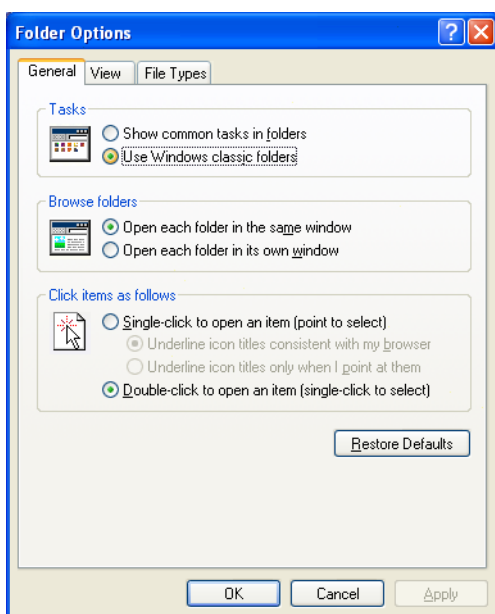 Folder Options
General View File Types
Tasks
Show common tasks in folders
Use Windows classic folders
Browse folders
Open each folder in the same window
Open each folder in its own window
Click items as follows
Single-click to open an item (point to select)
Underline icon titles consistent with my browser
Underline icon titles only when I point at them
Double-click to open an item (single-click to select)
Restore Defaults
OK Cancel Apply